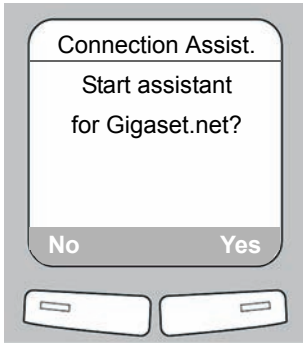 Connection Assist.
Start assistant
for Gigaset.net?
No Yes